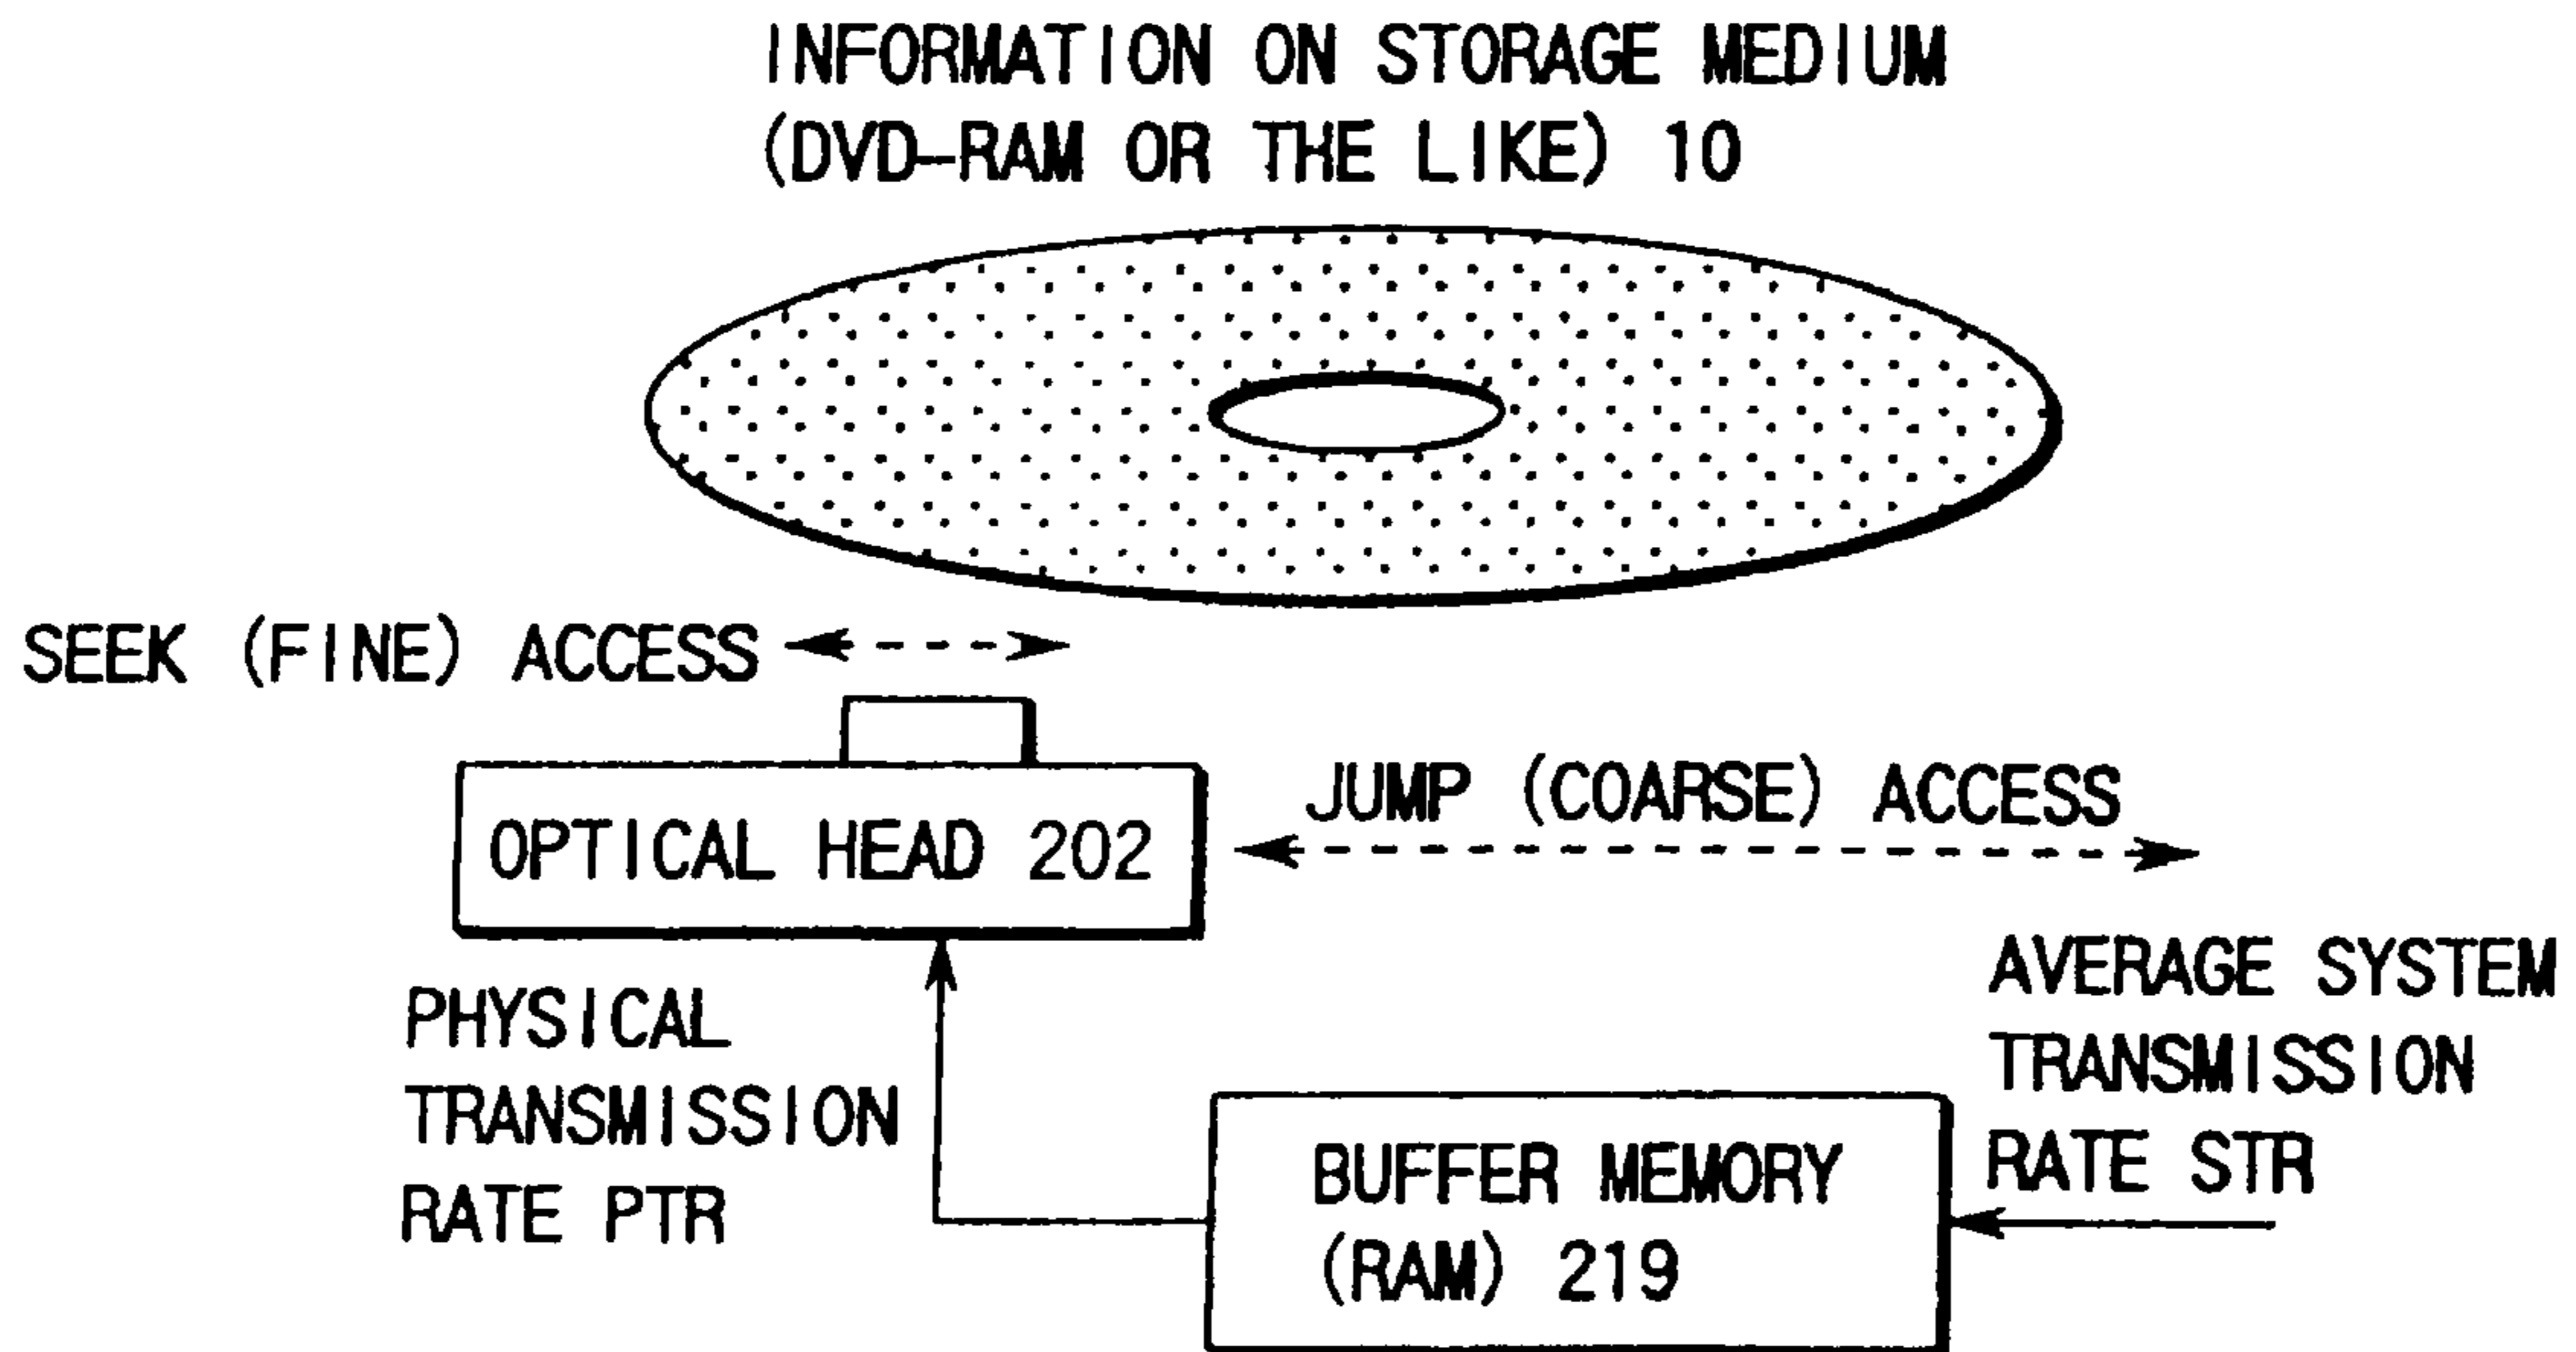 INFORMATION ON STORAGE MEDIUM
(DVD-RAM OR THE LIKE) 10
SEEK (FINE) ACCESS
OPTICAL HEAD 202
JUMP (COARSE) ACCESS
PHYSICAL
TRANSMISSION
RATE PTR
AVERAGE SYSTEM
TRANSMISSION
RATE STR
BUFFER MEMORY
(RAM) 219